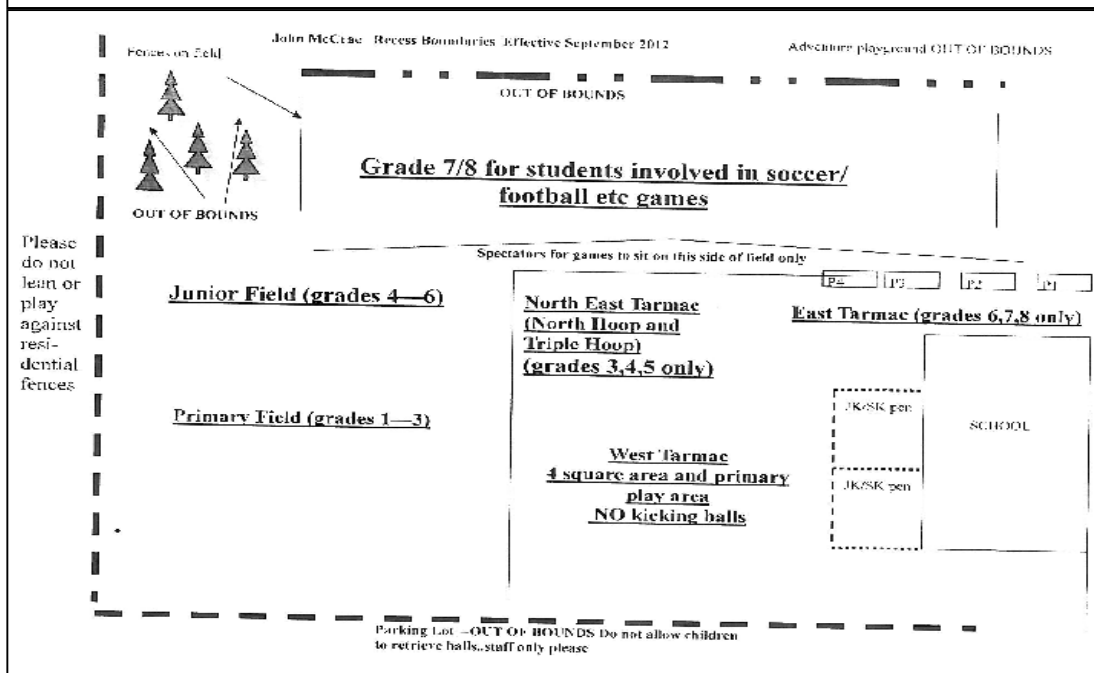 John McCrae Recess Boundaries Effective September 2012
Fences on field
Adventure playground OUT OF BOUNDS
OUT OF BOUNDS
Grade 7/8 for students involved in soccer/
football etc games
OUT OF BOUNDS
Please
do not
lean or
play
against
resi-
dential
fences
Spectators for games to sit on this side of field only
P4
P3
P2
P1
Junior Field (grades 4—6)
North East Tarmac
(North Hoop and
Triple Hoop)
(grades 3,4,5 only)
East Tarmac (grades 6,7,8 only)
Primary Field (grades 1—3)
JK/SK pen
SCHOOL
West Tarmac
4 square area and primary
play area
NO kicking balls
JK/SK pen
Parking Lot –OUT OF BOUNDS Do not allow children
to retrieve balls..staff only please